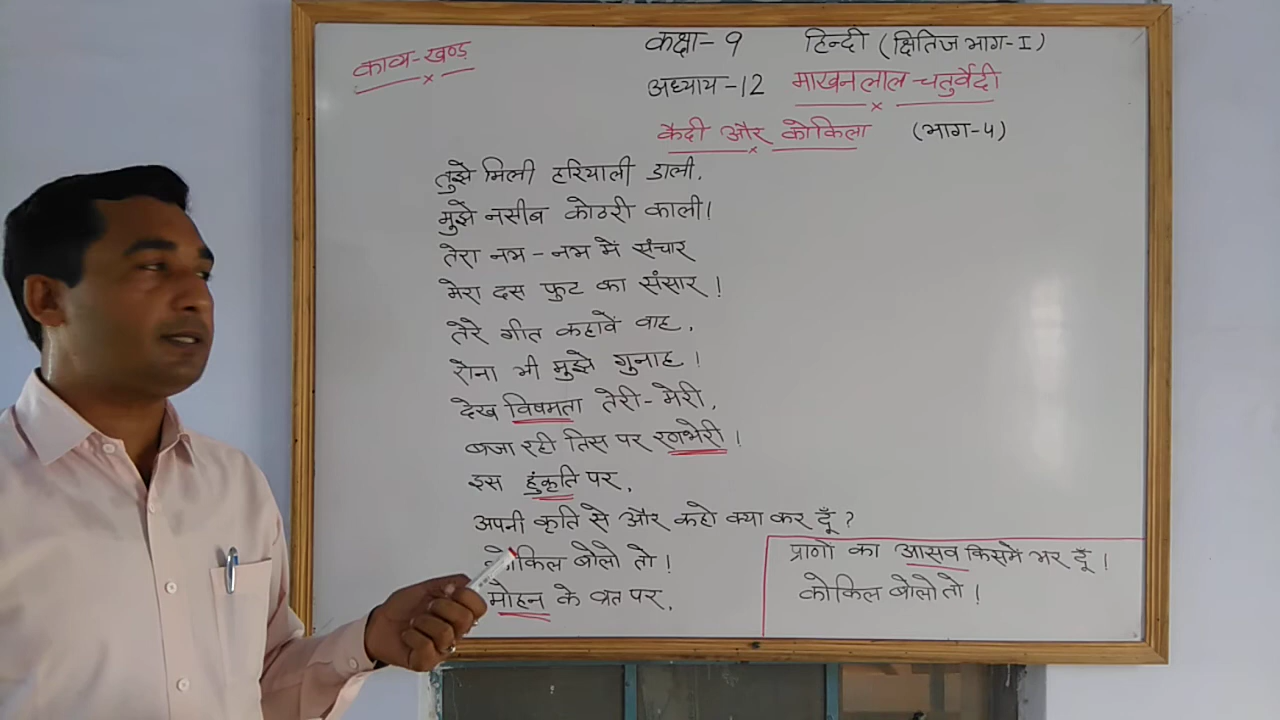 काव्य-खण्ड
कक्षा- 9 हिन्दी (क्षितिज भाग-I)
अध्याय -12 माखनलाल चतुर्वेदी
कैदी और कोकिला (भाग-4)
तुझे मिली हरियाली डाली,
मुझे नसीब कोठरी काली।
तेरा नभ-नभ में संचार
मेरा दस फुट का संसार!
तेरे गीत कहावें वाह,
रोना भी मुझे गुनाह!
देख विषमता तेरी-मेरी,
बजा रही तिस पर रणभेरी!
इस हुंकृति पर,
अपनी कृति से और कहो क्या कर दूँ?
कोकिल बोलो तो!
मोहन के व्रत पर,
प्राणों का आसव किसमें भर दूँ!
कोकिल बोलो तो!